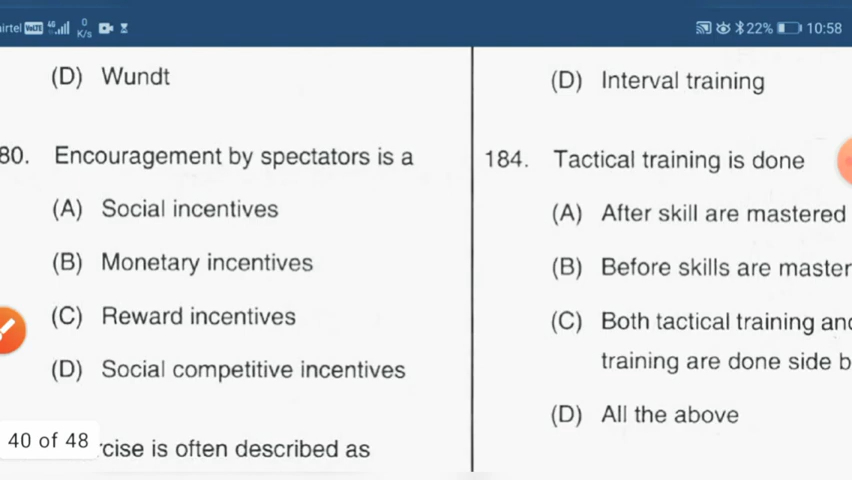 airtel VoLTE 4G 0 K/s
22% 10:58
(D) Wundt
80. Encouragement by spectators is a
(A) Social incentives
(B) Monetary incentives
(C) Reward incentives
(D) Social competitive incentives
40 of 48
cise is often described as
(D) Interval training
184. Tactical training is done
(A) After skill are mastered
(B) Before skills are master
(C) Both tactical training and
training are done side b
(D) All the above